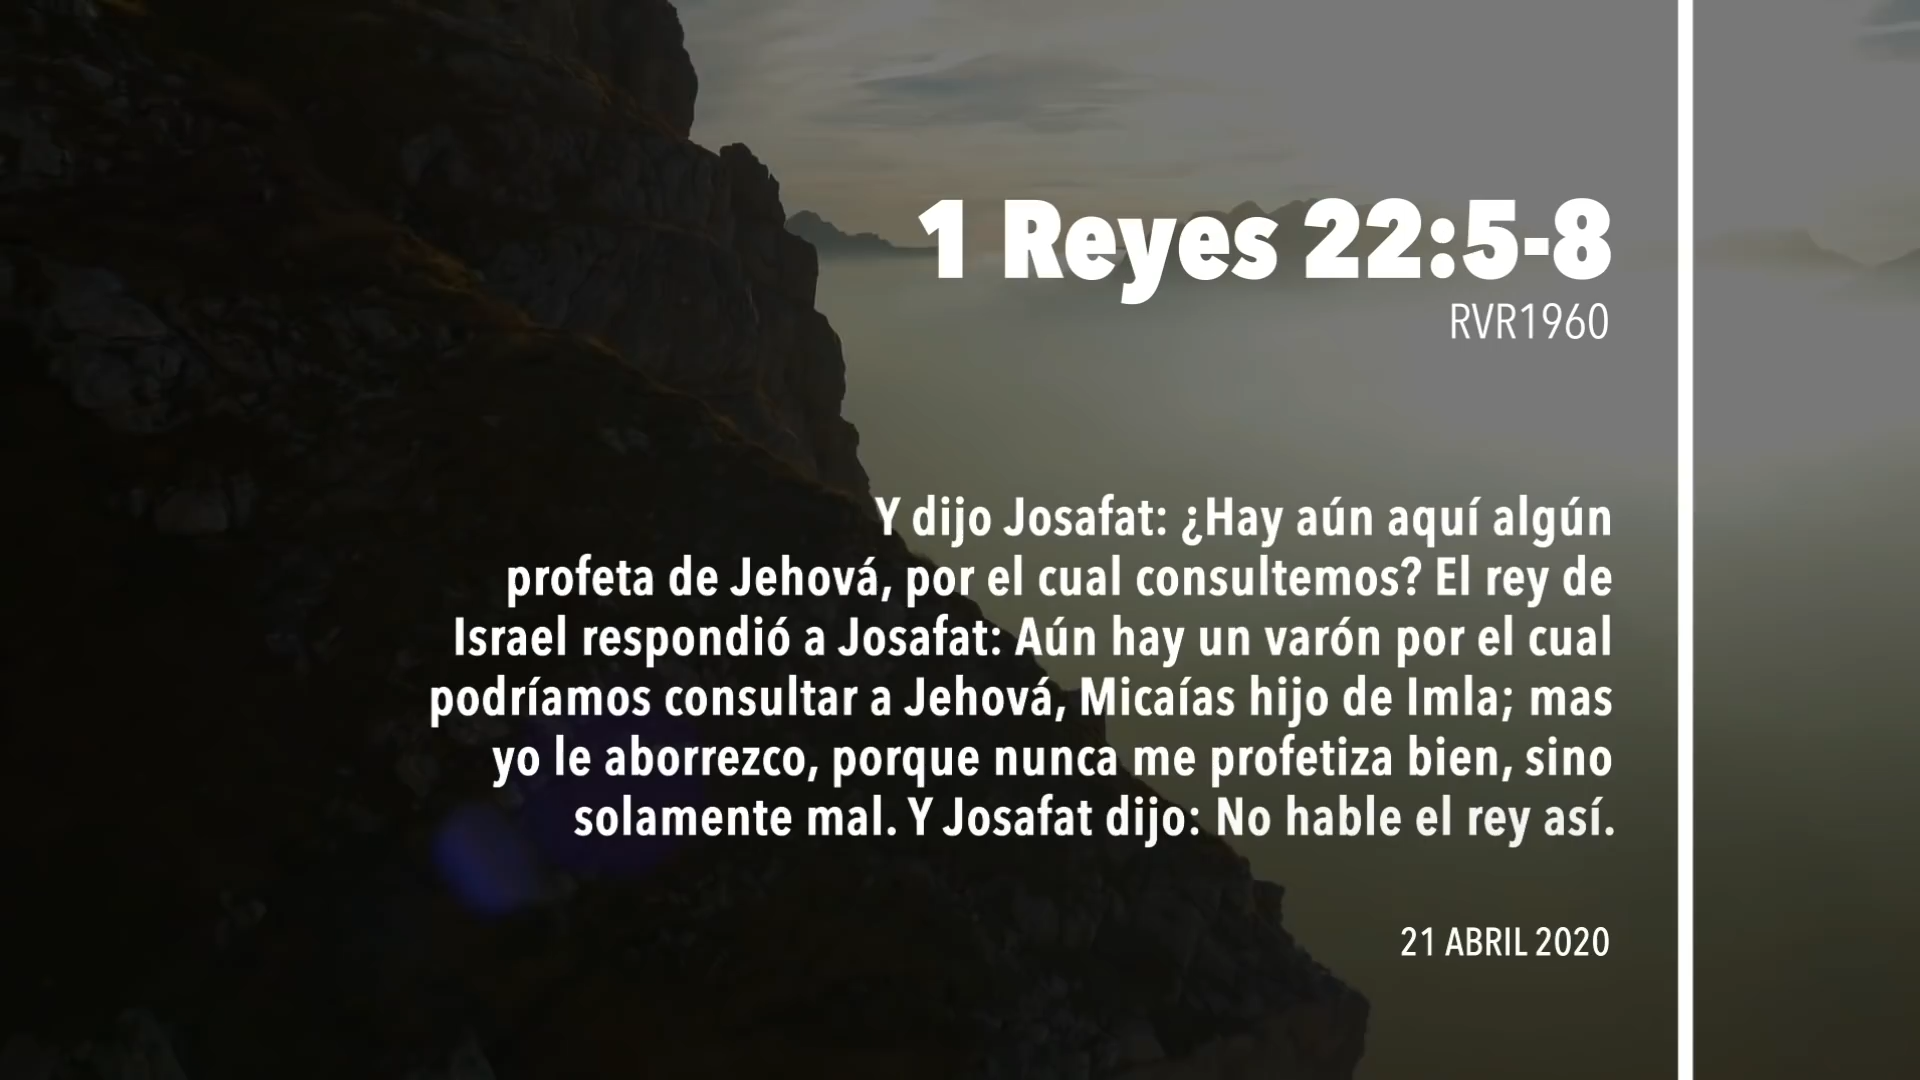 1 Reyes 22:5-8
RVR1960
Y dijo Josafat: ¿Hay aún aquí algún
profeta de Jehová, por el cual consultemos? El rey de
Israel respondió a Josafat: Aún hay un varón por el cual
podríamos consultar a Jehová, Micaías hijo de Imla; mas
yo le aborrezco, porque nunca me profetiza bien, sino
solamente mal. Y Josafat dijo: No hable el rey así.
21 ABRIL 2020